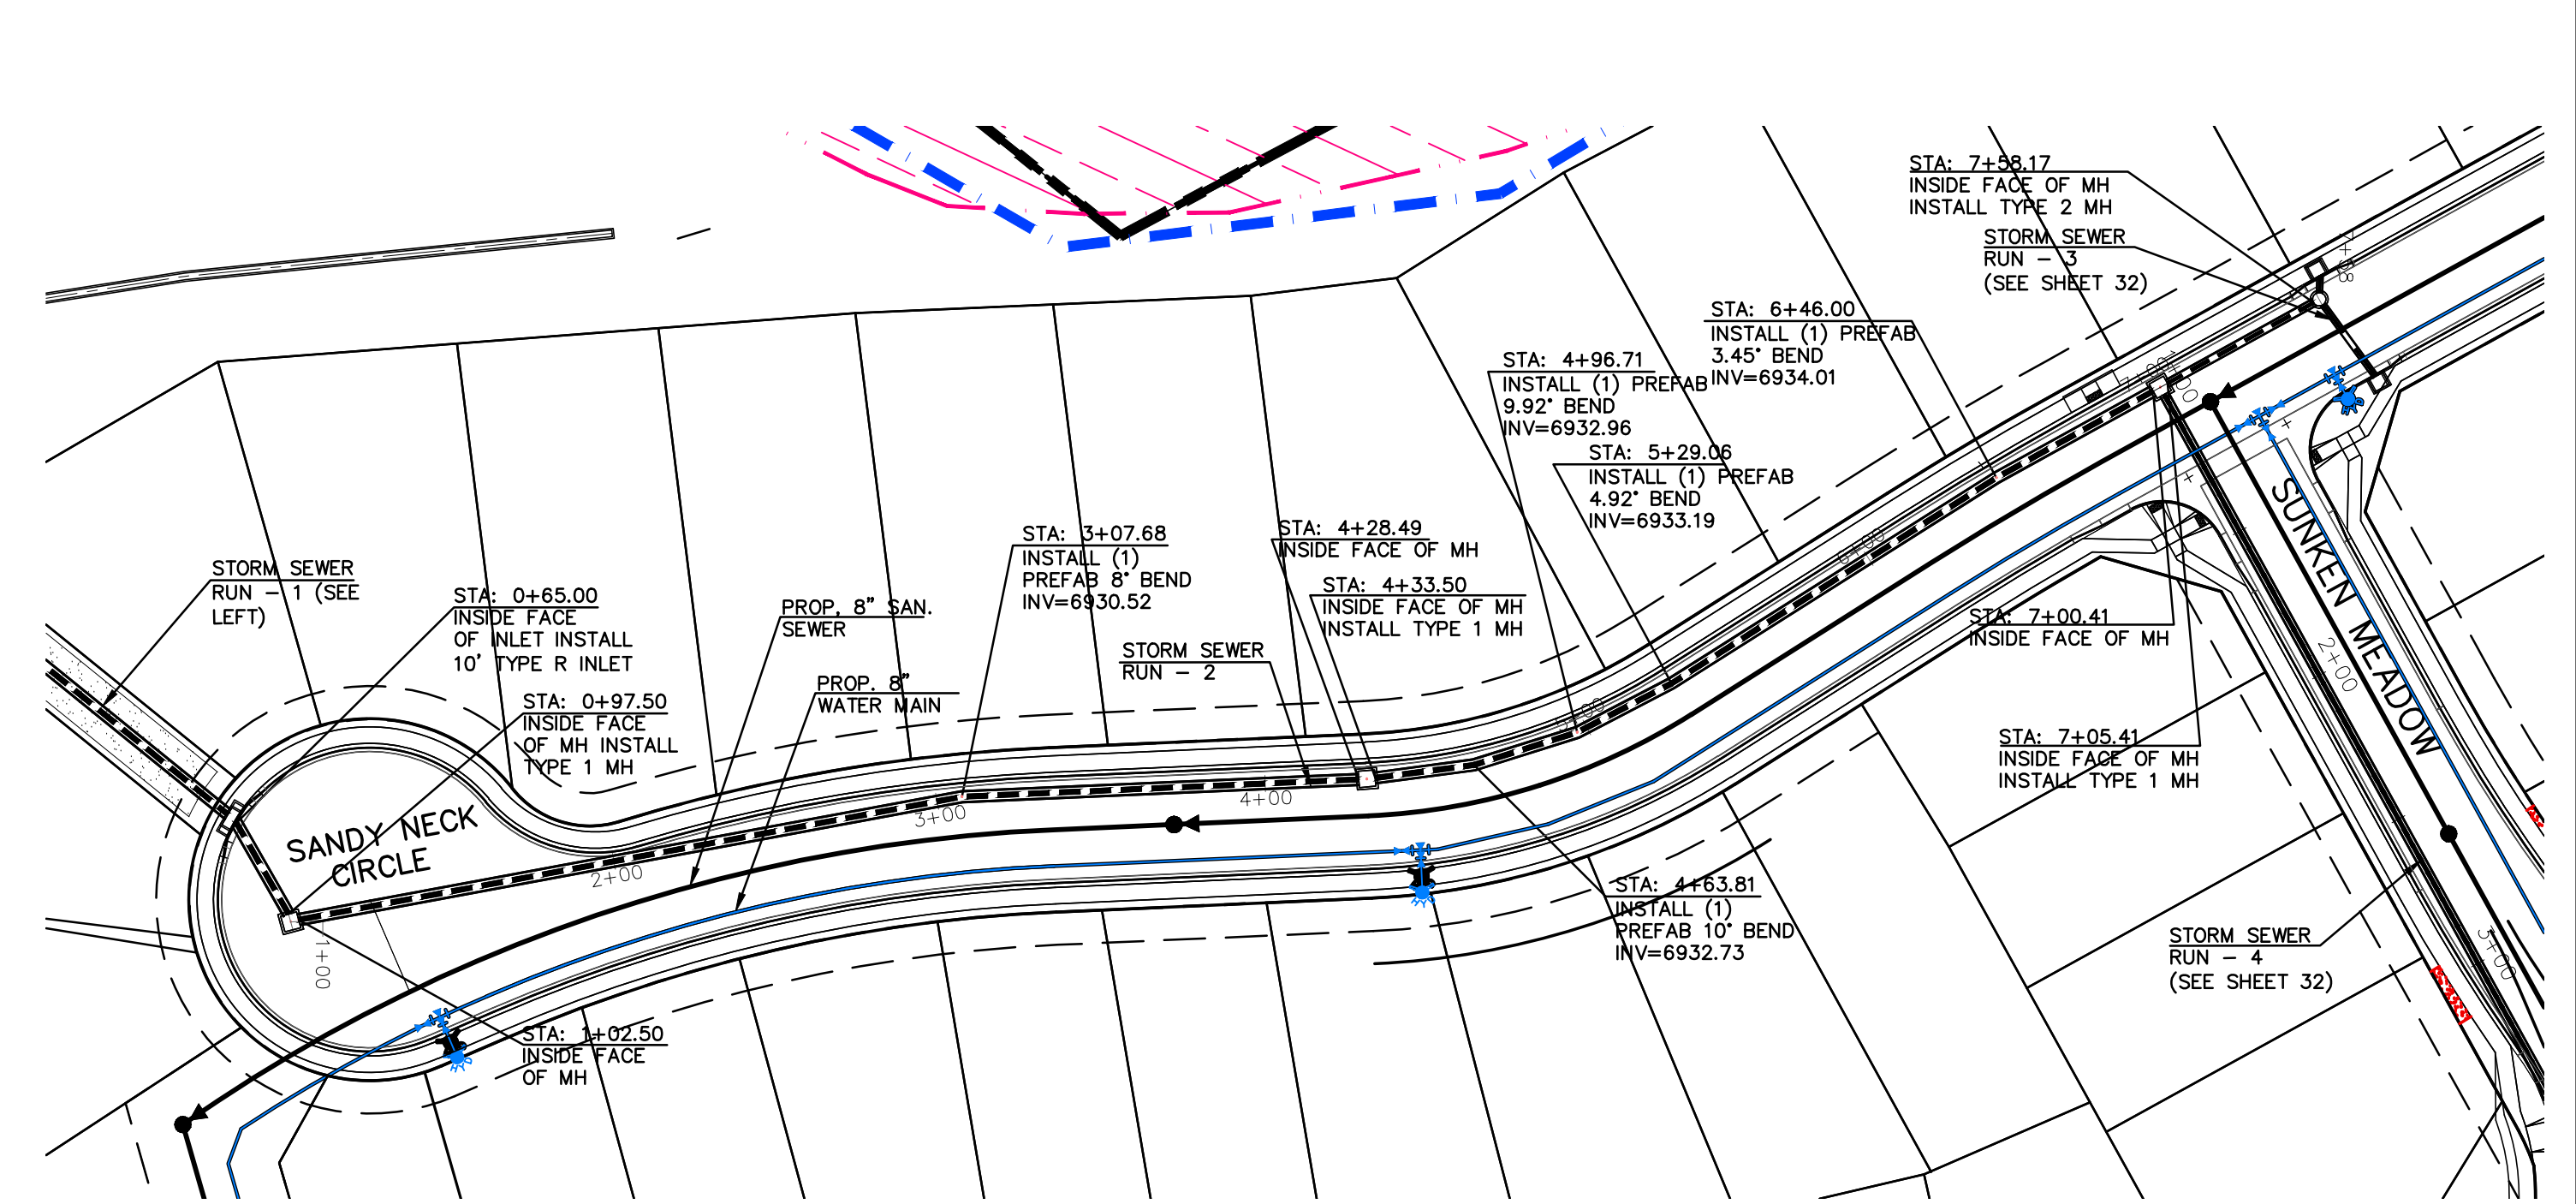 STA: 7+58.17
INSIDE FACE OF MH
INSTALL TYPE 2 MH
STORM SEWER
RUN - 3
(SEE SHEET 32)
7+58
STA: 6+46.00
INSTALL (1) PREFAB
3.45° BEND
INV=6934.01
STA: 4+96.71
INSTALL (1) PREFAB
9.92° BEND
INV=6932.96
STA: 5+29.06
INSTALL (1) PREFAB
4.92° BEND
INV=6933.19
STA: 3+07.68
INSTALL (1)
PREFAB 8° BEND
INV=6930.52
STA: 4+28.49
INSIDE FACE OF MH
STA: 4+33.50
INSIDE FACE OF MH
INSTALL TYPE 1 MH
STORM SEWER
RUN - 1 (SEE
LEFT)
STA: 0+65.00
INSIDE FACE
OF INLET INSTALL
10' TYPE R INLET
PROP. 8" SAN.
SEWER
STORM SEWER
RUN - 2
PROP. 8"
WATER MAIN
STA: 0+97.50
INSIDE FACE
OF MH INSTALL
TYPE 1 MH
STA: 7+00.41
INSIDE FACE OF MH
STA: 7+05.41
INSIDE FACE OF MH
INSTALL TYPE 1 MH
SUNKEN MEADOW
SANDY NECK
CIRCLE
1+00
2+00
3+00
4+00
5+00
6+00
2+00
3+00
STA: 4+63.81
INSTALL (1)
PREFAB 10° BEND
INV=6932.73
STORM SEWER
RUN - 4
(SEE SHEET 32)
STA: 1+02.50
INSIDE FACE
OF MH